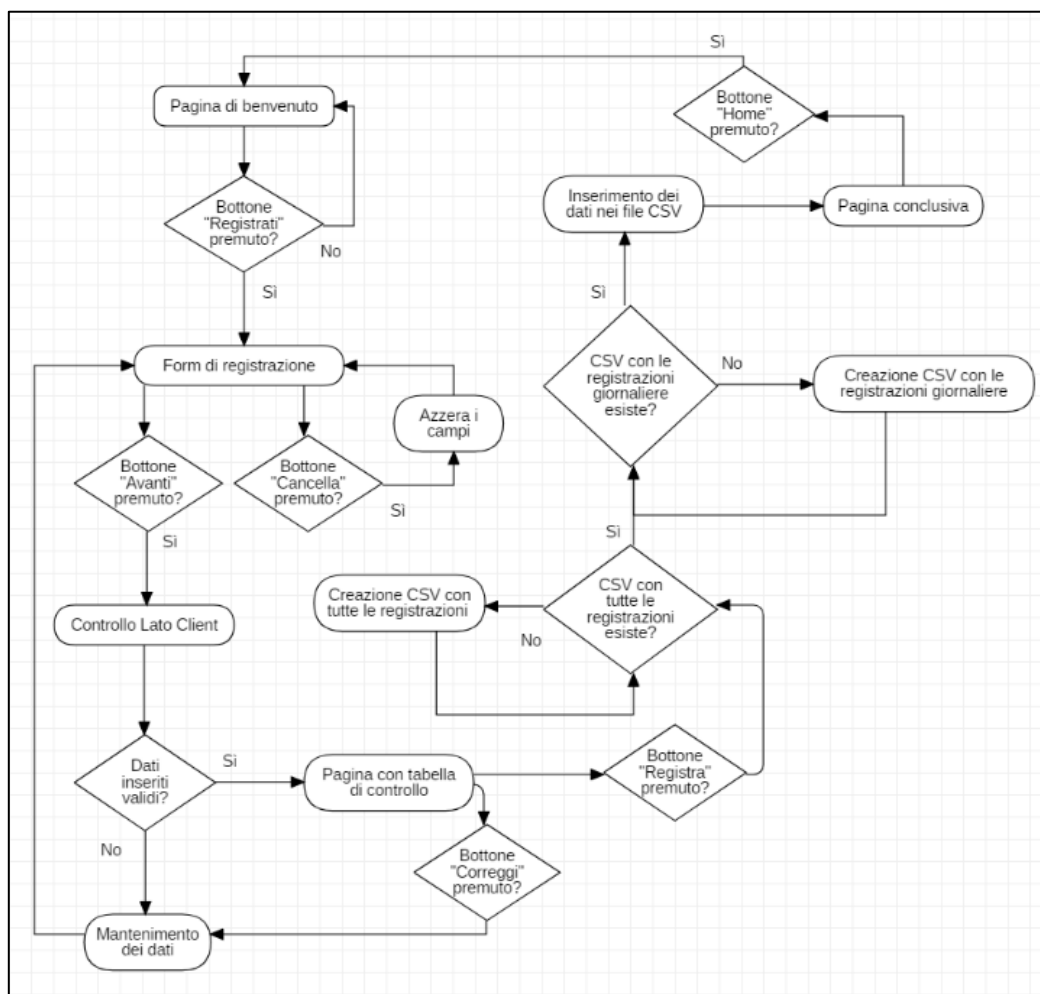 Sì
Pagina di benvenuto
Bottone
"Home"
premuto?
Bottone
"Registrati"
premuto?
No
Inserimento dei
dati nei file CSV
Pagina conclusiva
Sì
Sì
Form di registrazione
CSV con le
registrazioni
giornaliere
esiste?
No
Creazione CSV con le
registrazioni giornaliere
Azzera i
campi
Bottone
"Avanti"
premuto?
Bottone
"Cancella"
premuto?
Sì
Sì
Sì
Creazione CSV con
tutte le registrazioni
No
CSV con
tutte le
registrazioni
esiste?
Controllo Lato Client
Dati
inseriti
validi?
Sì
Pagina con tabella
di controllo
Bottone
"Registra"
premuto?
No
Bottone
"Correggi"
premuto?
Mantenimento
dei dati